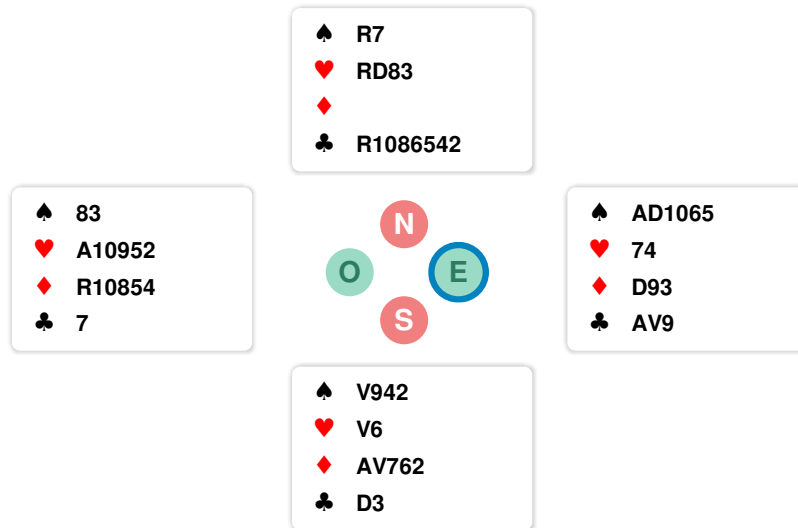 ♠ R7
♥ RD83
♦
♣ R1086542
♠ 83
♥ A10952
♦ R10854
♣ 7
N
O
E
S
♠ AD1065
♥ 74
♦ D93
♣ AV9
♠ V942
♥ V6
♦ AV762
♣ D3